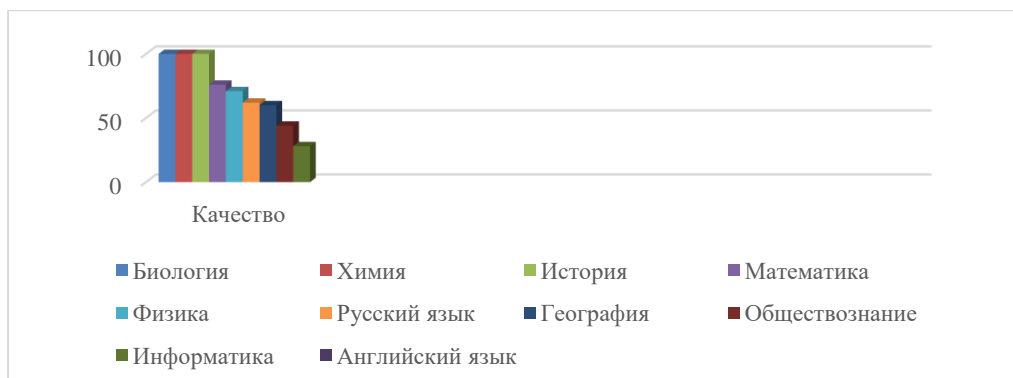 100
50
0
Качество
Биология Химия История Математика
Физика Русский язык География Обществознание
Информатика Английский язык